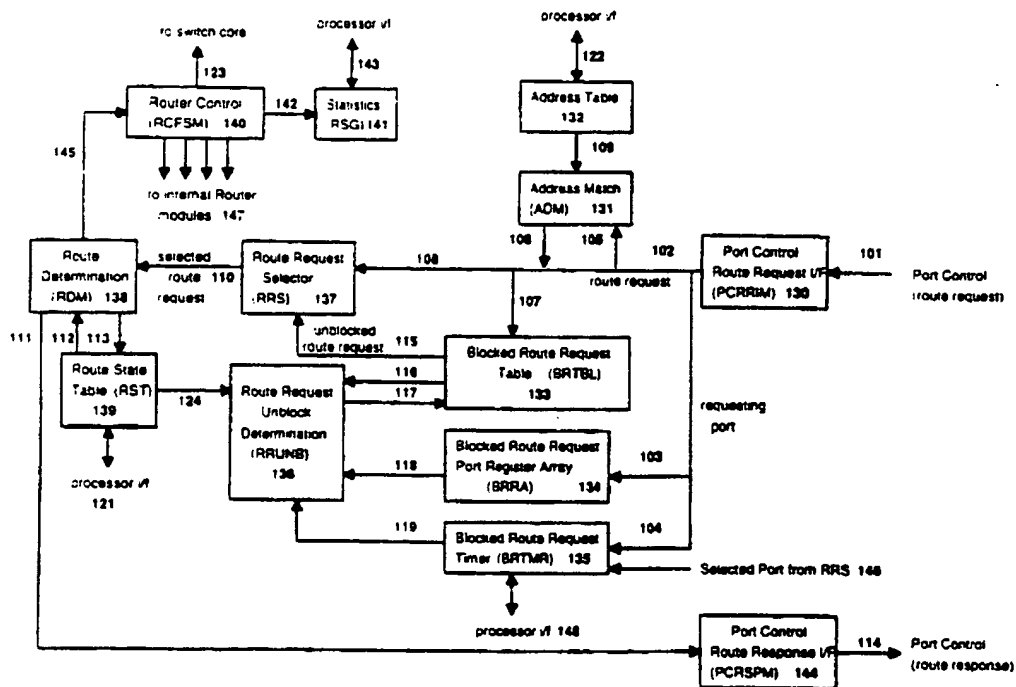 processor i/f
processor i/f
to switch core
123
143
122
Router Control
(RCFSM) 140
142
Statistics
(RSG) 141
Address Table
132
145
109
to internal Router
modules 147
Address Match
(ADM) 131
106
105
102
Route
Determination
(RDM) 138
selected
route 110
request
Route Request
Selector
(RRS) 137
108
route request
Port Control
Route Request I/F
(PCRRIM) 130
101
Port Control
(route request)
107
111
112
113
unblocked
route request
115
Route State
Table (RST)
139
124
Route Request
Unblock
Determination
(RRUNB)
136
116
117
Blocked Route Request
Table (BRTBL)
133
requesting
port
processor i/f
121
118
Blocked Route Request
Port Register Array
(BRRA) 134
103
119
Blocked Route Request
Timer (BRTMR) 135
104
Selected Port from RRS 146
processor i/f 148
Port Control
Route Response I/F
(PCRSPM) 144
114
Port Control
(route response)